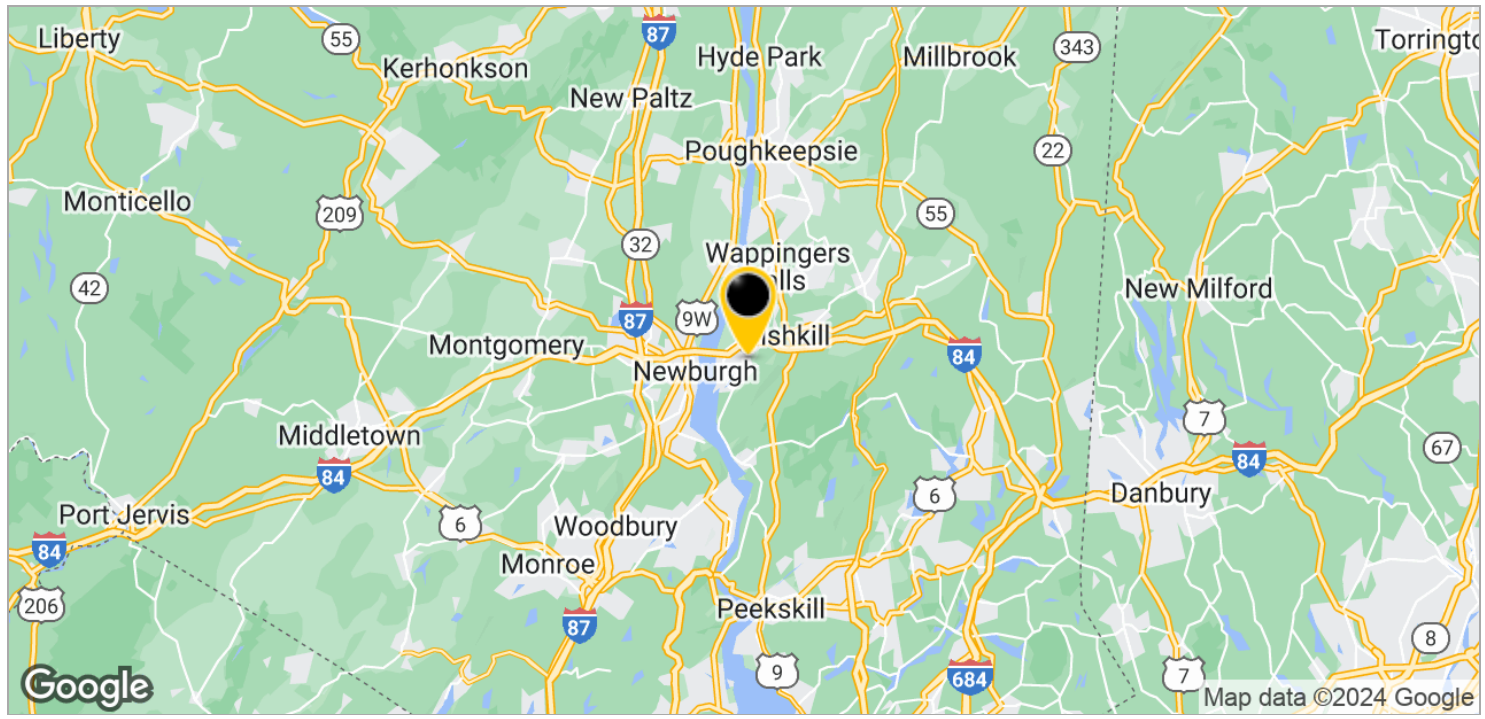 Liberty
55
87
Hyde Park
Millbrook
343
Torringto
Kerhonkson
New Paltz
Poughkeepsie
22
Monticello
209
55
32
Wappingers
alls
42
New Milford
87
9W
ishkill
Montgomery
84
Newburgh
7
Middletown
84
84
67
6
Danbury
Port Jervis
6
Woodbury
84
Monroe
206
Peekskill
87
8
9
684
7
Google
Map data ©2024 Google